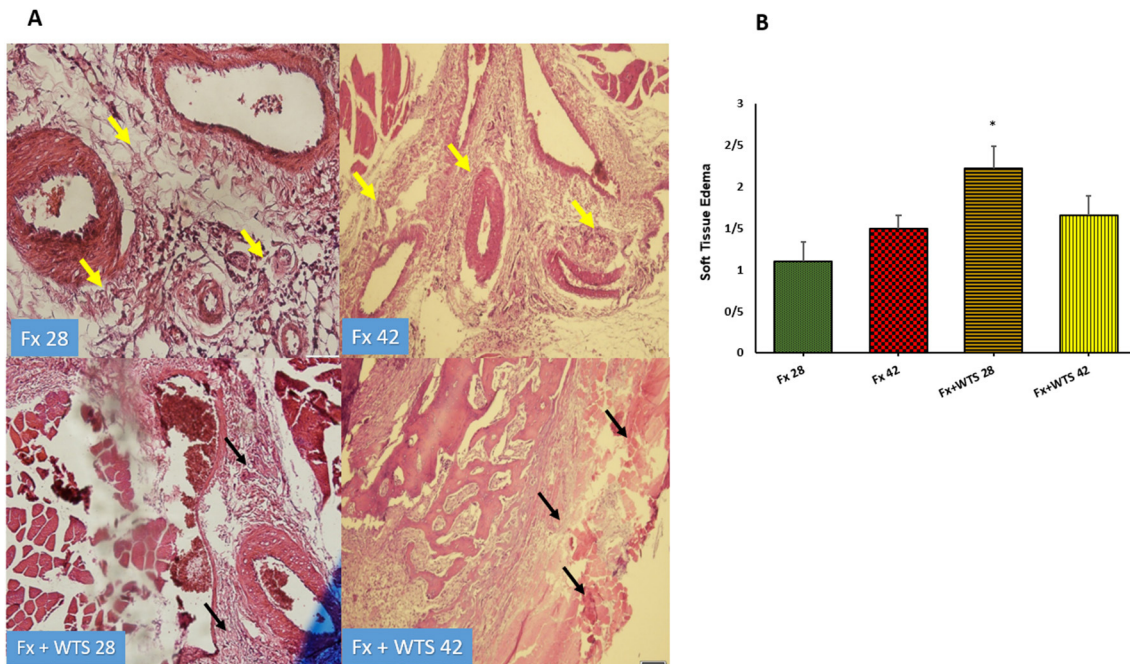 A
Fx 28
Fx 42
Fx + WTS 28
Fx + WTS 42
B
Soft Tissue Edema
3
2/5
2
1/5
1
0/5
0
*
Fx 28
Fx 42
Fx+WTS 28
Fx+WTS 42